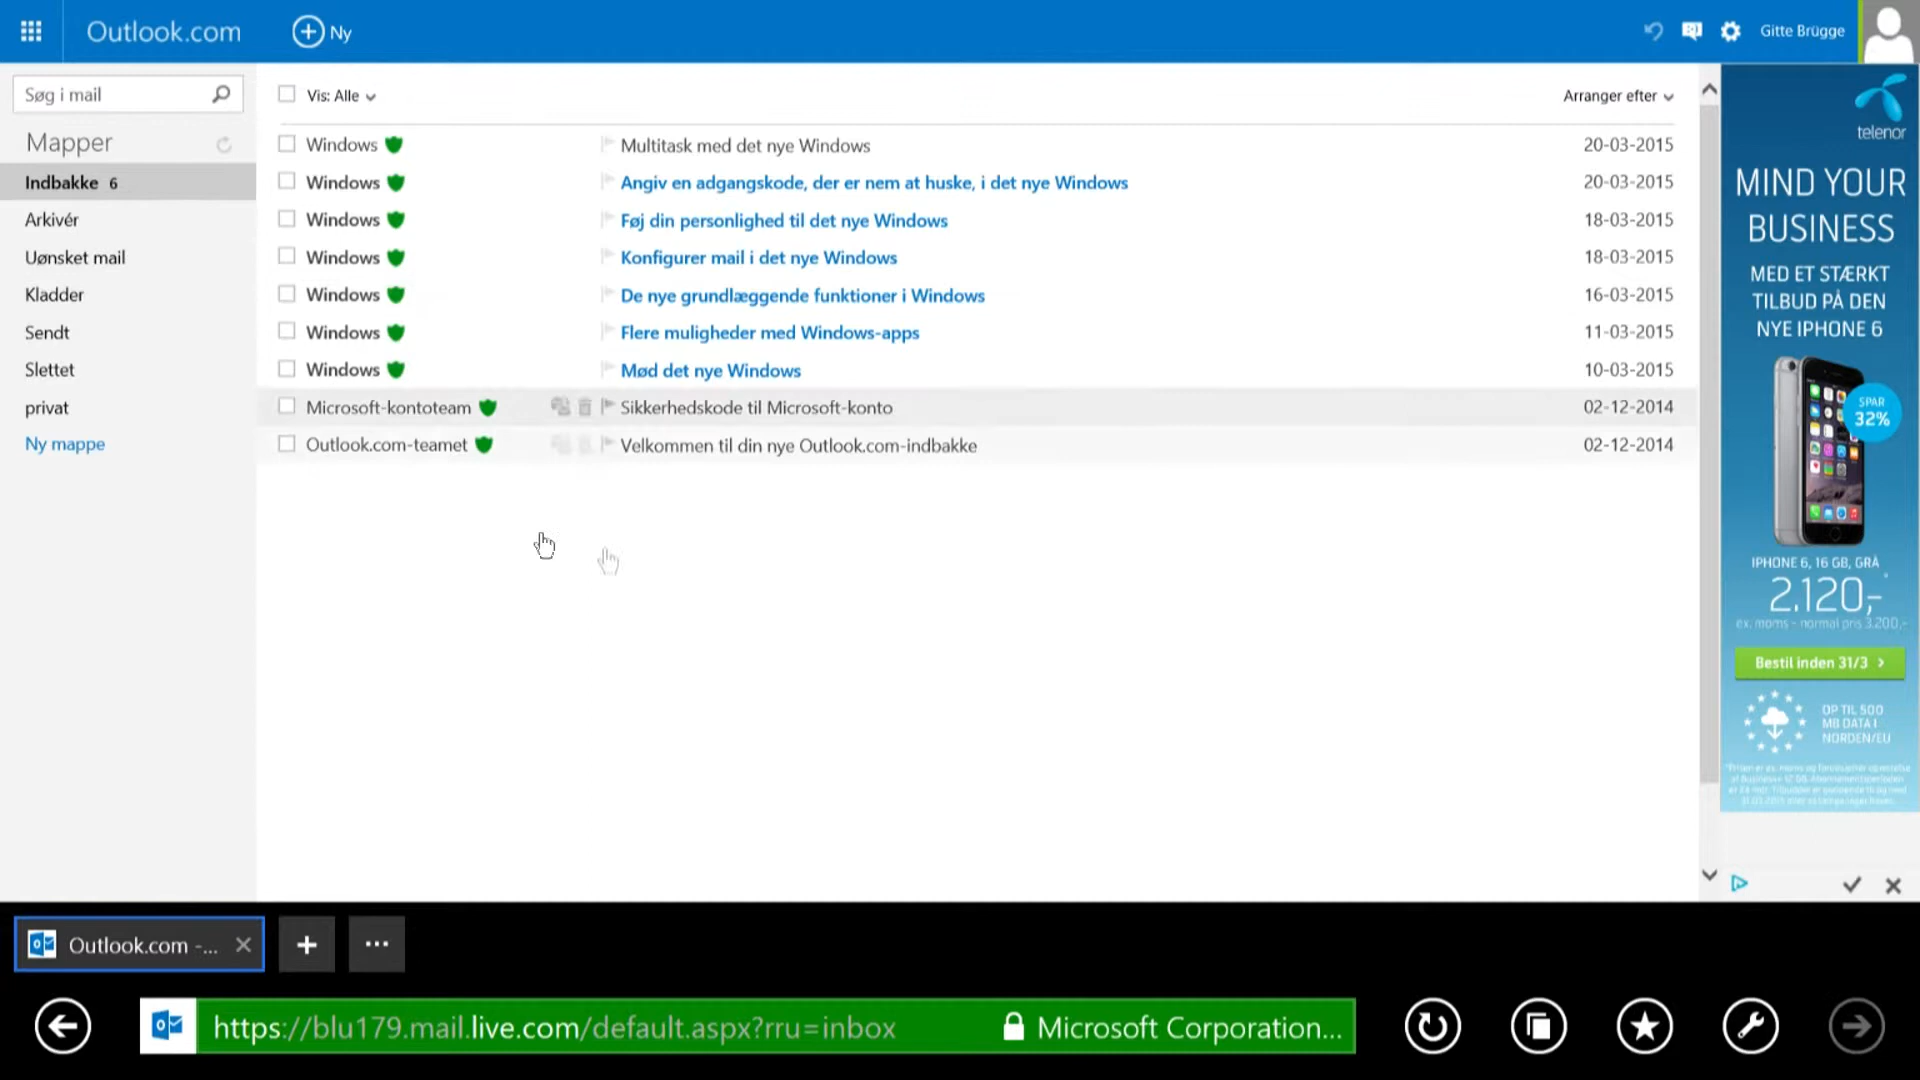 Outlook.com
Ny
Gitte Brügge
Søg i mail
Mapper
Indbakke 6
Arkivér
Uønsket mail
Kladder
Sendt
Slettet
privat
Ny mappe
Vis: Alle
Arranger efter
Windows Multitask med det nye Windows 20-03-2015
Windows Angiv en adgangskode, der er nem at huske, i det nye Windows 20-03-2015
Windows Føj din personlighed til det nye Windows 18-03-2015
Windows Konfigurer mail i det nye Windows 18-03-2015
Windows De nye grundlæggende funktioner i Windows 16-03-2015
Windows Flere muligheder med Windows-apps 11-03-2015
Windows Mød det nye Windows 10-03-2015
Microsoft-kontoteam Sikkerhedskode til Microsoft-konto 02-12-2014
Outlook.com-teamet Velkommen til din nye Outlook.com-indbakke 02-12-2014
telenor
MIND YOUR
BUSINESS
MED ET STÆRKT
TILBUD PÅ DEN
NYE IPHONE 6
SPAR
32%
IPHONE 6, 16 GB, GRÅ
2.120,-
ex. moms - normal pris 3.200,-
Bestil inden 31/3 >
OP TIL 500
MB DATA I
NORDEN/EU
Outlook.com -...
https://blu179.mail.live.com/default.aspx?rru=inbox
Microsoft Corporation...